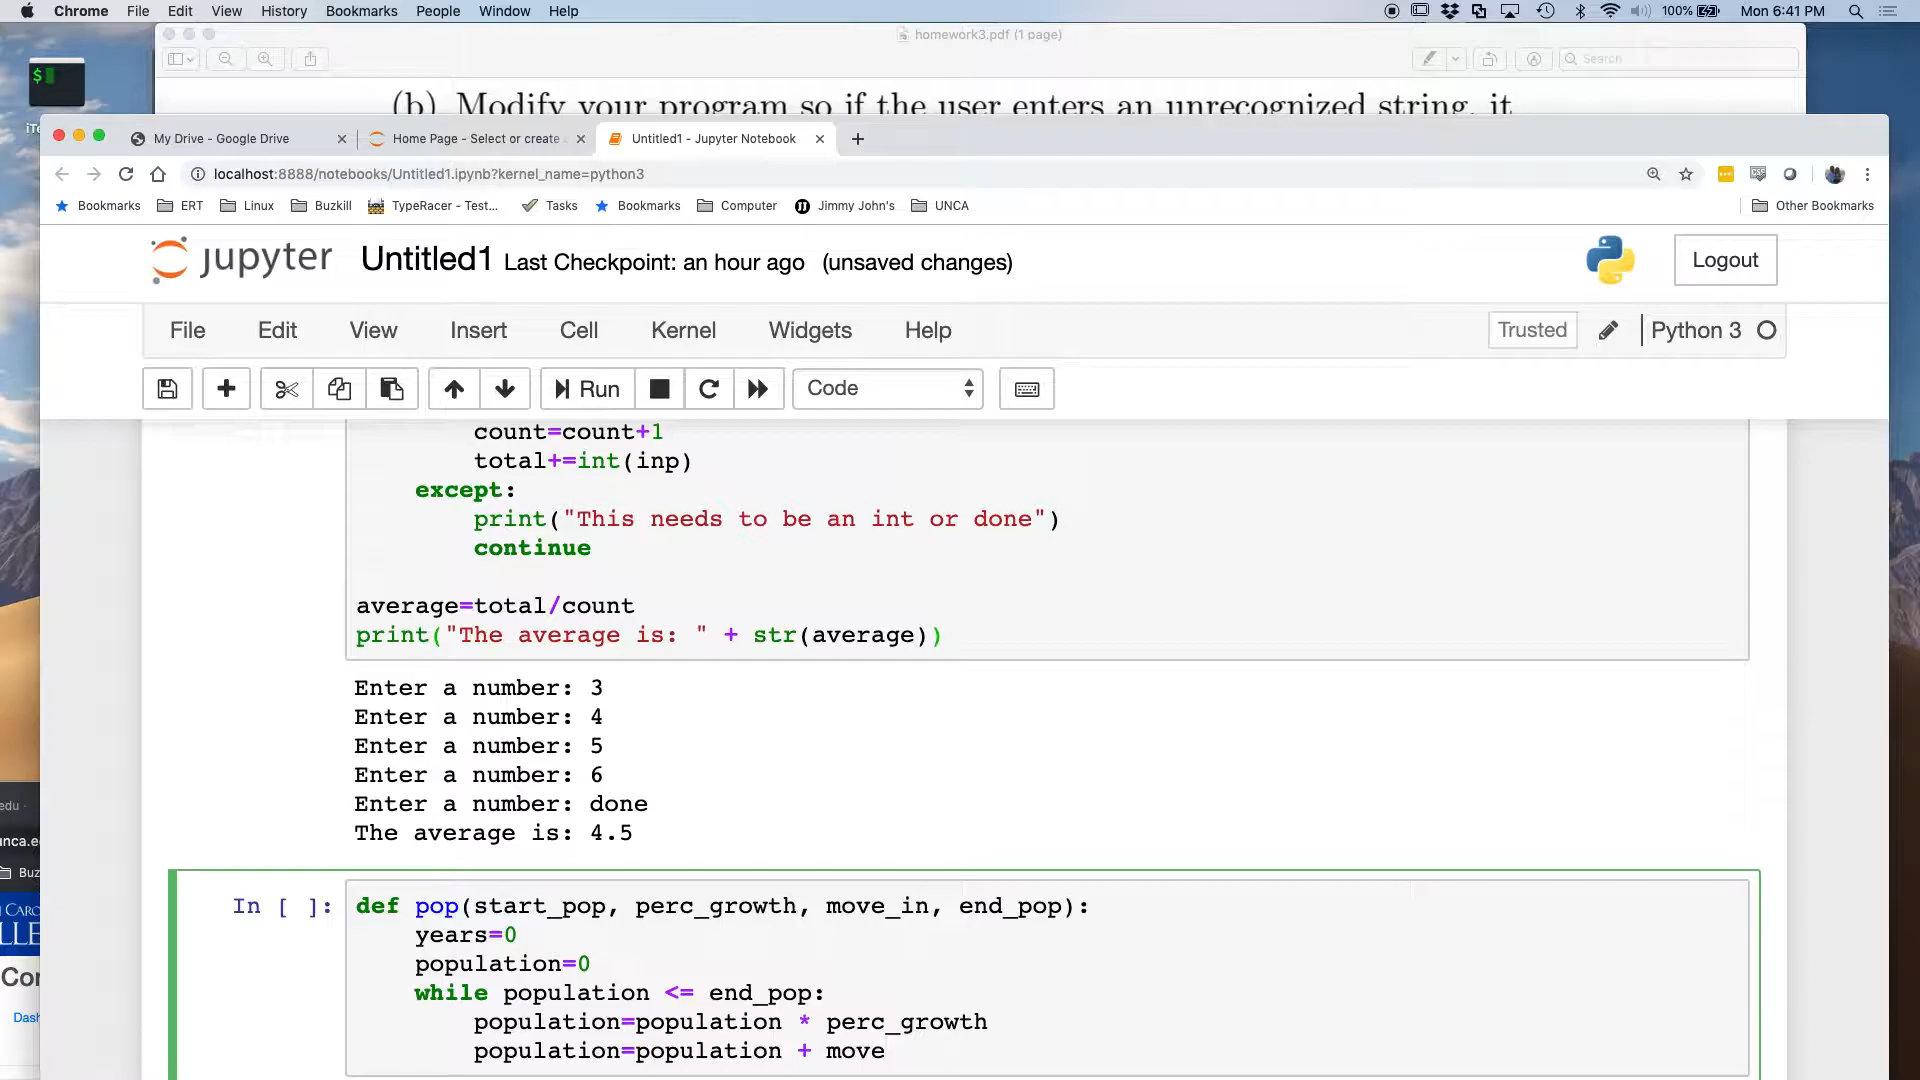 Chrome File Edit View History Bookmarks People Window Help 100% Mon 6:41 PM
homework3.pdf (1 page)
Search
$
(b) Modify your program so if the user enters an unrecognized string, it
My Drive - Google Drive Home Page - Select or create Untitled1 - Jupyter Notebook
localhost:8888/notebooks/Untitled1.ipynb?kernel_name=python3
Bookmarks ERT Linux Buzkill TypeRacer - Test... Tasks Bookmarks Computer Jimmy John's UNCA Other Bookmarks
jupyter Untitled1 Last Checkpoint: an hour ago (unsaved changes) Logout
File Edit View Insert Cell Kernel Widgets Help Trusted Python 3
Run Code
count=count+1
total+=int(inp)
except:
print("This needs to be an int or done")
continue
average=total/count
print("The average is: " + str(average))
Enter a number: 3
Enter a number: 4
Enter a number: 5
Enter a number: 6
Enter a number: done
The average is: 4.5
In [ ]: def pop(start_pop, perc_growth, move_in, end_pop):
years=0
population=0
while population <= end_pop:
population=population * perc_growth
population=population + move